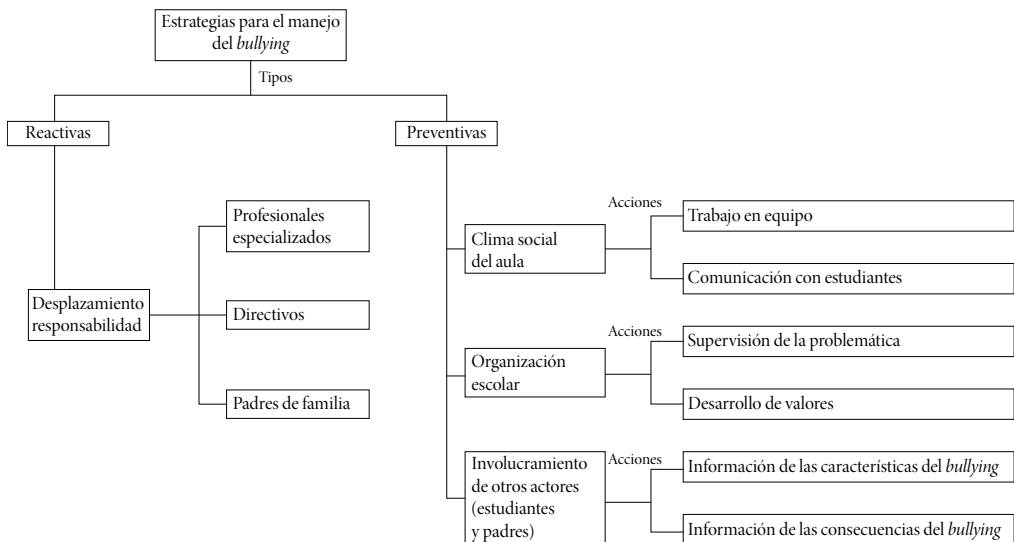 Estrategias para el manejo
del bullying
Tipos
Reactivas
Preventivas
Desplazamiento
responsabilidad
Profesionales
especializados
Directivos
Padres de familia
Clima social
del aula
Acciones
Trabajo en equipo
Comunicación con estudiantes
Organización
escolar
Acciones
Supervisión de la problemática
Desarrollo de valores
Involucramiento
de otros actores
(estudiantes
y padres)
Acciones
Información de las características del bullying
Información de las consecuencias del bullying